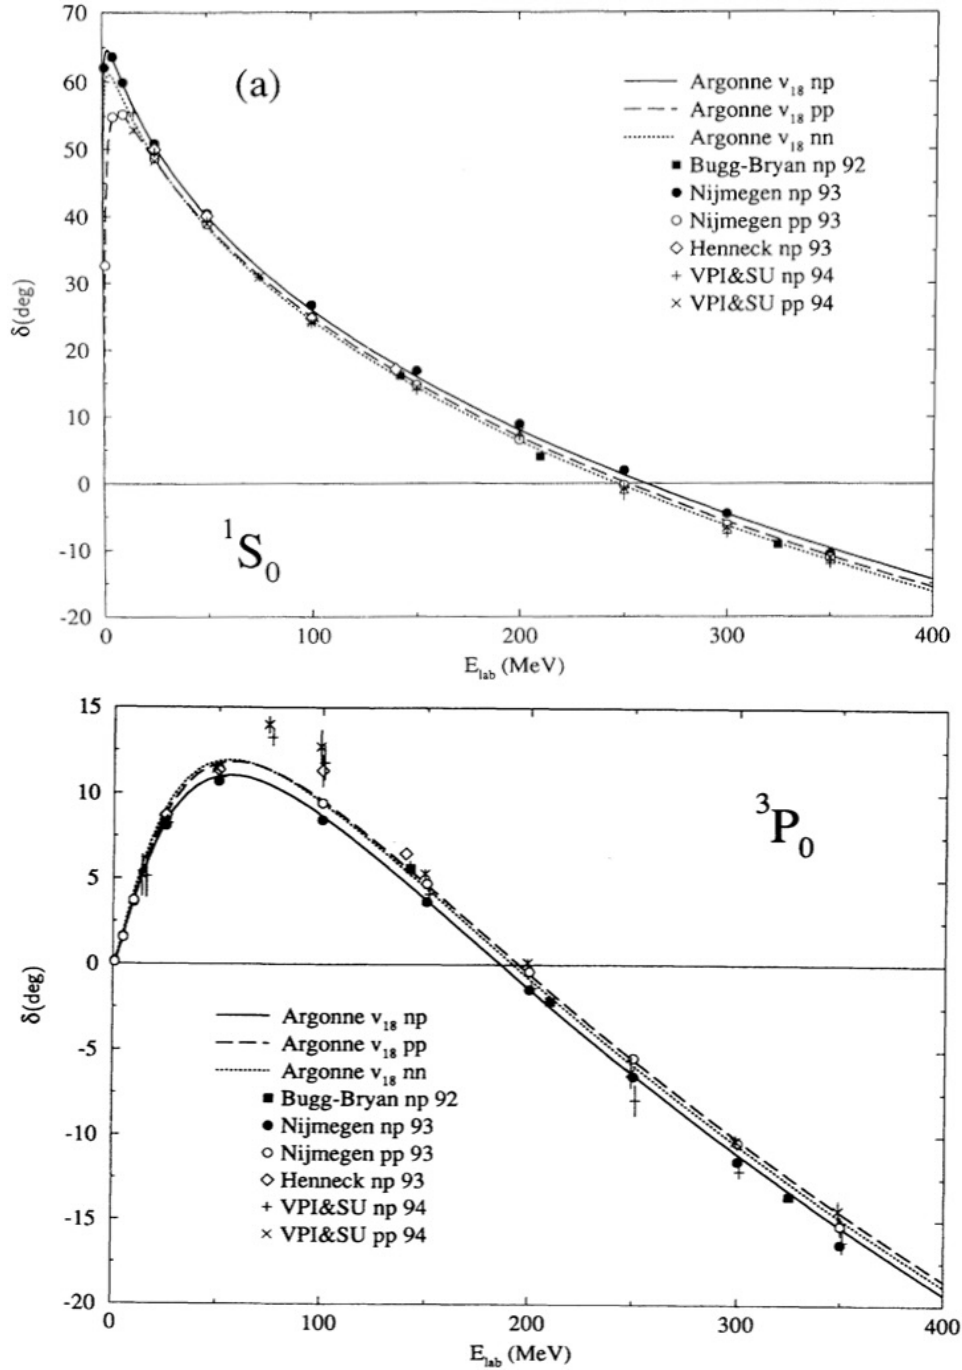 70
60
50
40
30
20
10
0
-10
-20
δ(deg)
(a)
Argonne v18 np
Argonne v18 pp
Argonne v18 nn
Bugg-Bryan np 92
Nijmegen np 93
Nijmegen pp 93
Henneck np 93
VPI&SU np 94
VPI&SU pp 94
1S0
0 100 200 300 400
Elab (MeV)
15
10
5
0
-5
-10
-15
-20
δ(deg)
3P0
Argonne v18 np
Argonne v18 pp
Argonne v18 nn
Bugg-Bryan np 92
Nijmegen np 93
Nijmegen pp 93
Henneck np 93
VPI&SU np 94
VPI&SU pp 94
0 100 200 300 400
Elab (MeV)